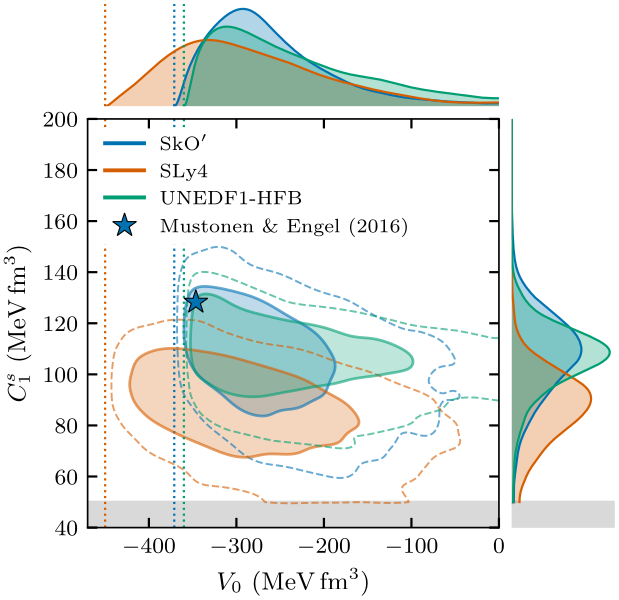 200
180
160
140
120
100
80
60
40
C₁ˢ (MeV fm³)
SkO′
SLy4
UNEDF1-HFB
Mustonen & Engel (2016)
−400 −300 −200 −100 0
V₀ (MeV fm³)